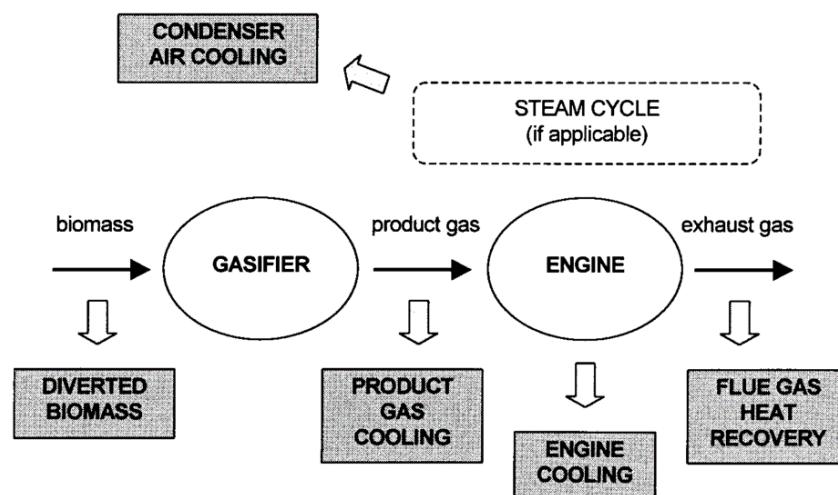 CONDENSER
AIR COOLING
STEAM CYCLE
(if applicable)
biomass
product gas
exhaust gas
GASIFIER
ENGINE
DIVERTED
BIOMASS
PRODUCT
GAS
COOLING
ENGINE
COOLING
FLUE GAS
HEAT
RECOVERY